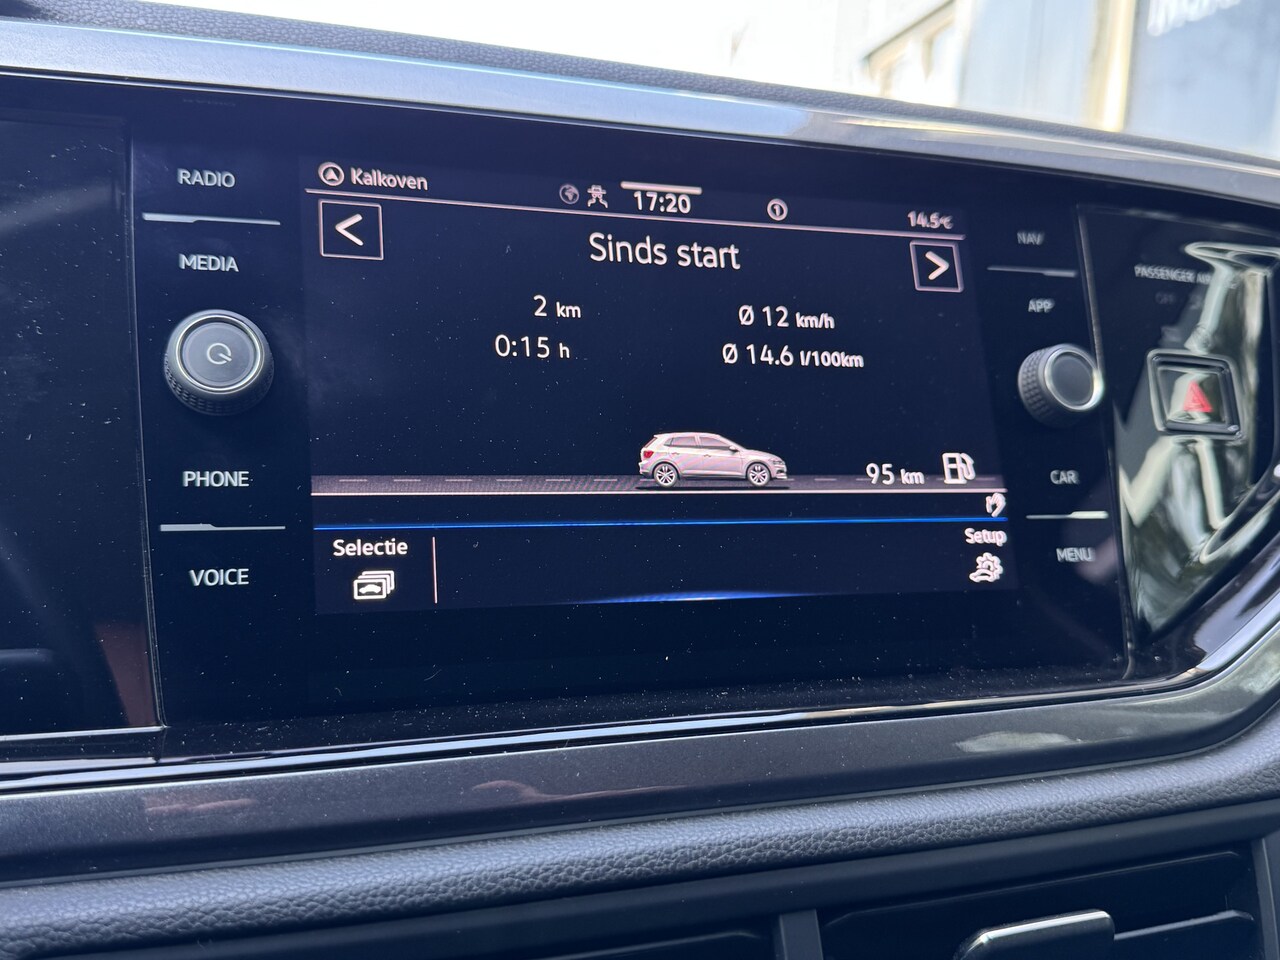 RADIO
MEDIA
PHONE
VOICE
Kalkoven
17:20
1
14.5°C
<
Sinds start
>
2 km
Ø 12 km/h
0:15 h
Ø 14.6 l/100km
95 km
Selectie
Setup
NAV
APP
CAR
MENU
PASSENGER